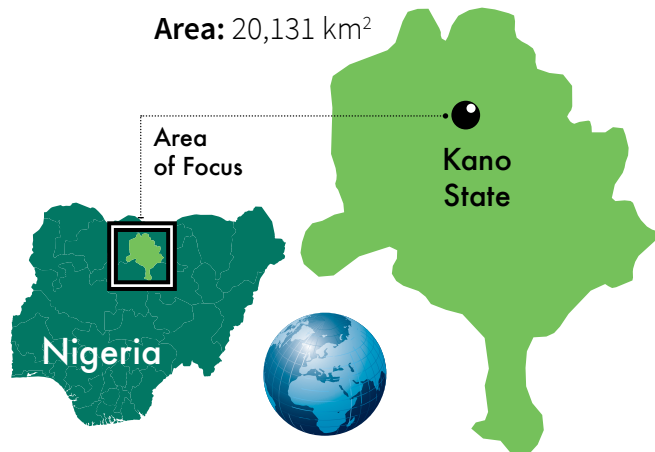 Area: 20,131 km²
Area
of Focus
Kano
State
Nigeria